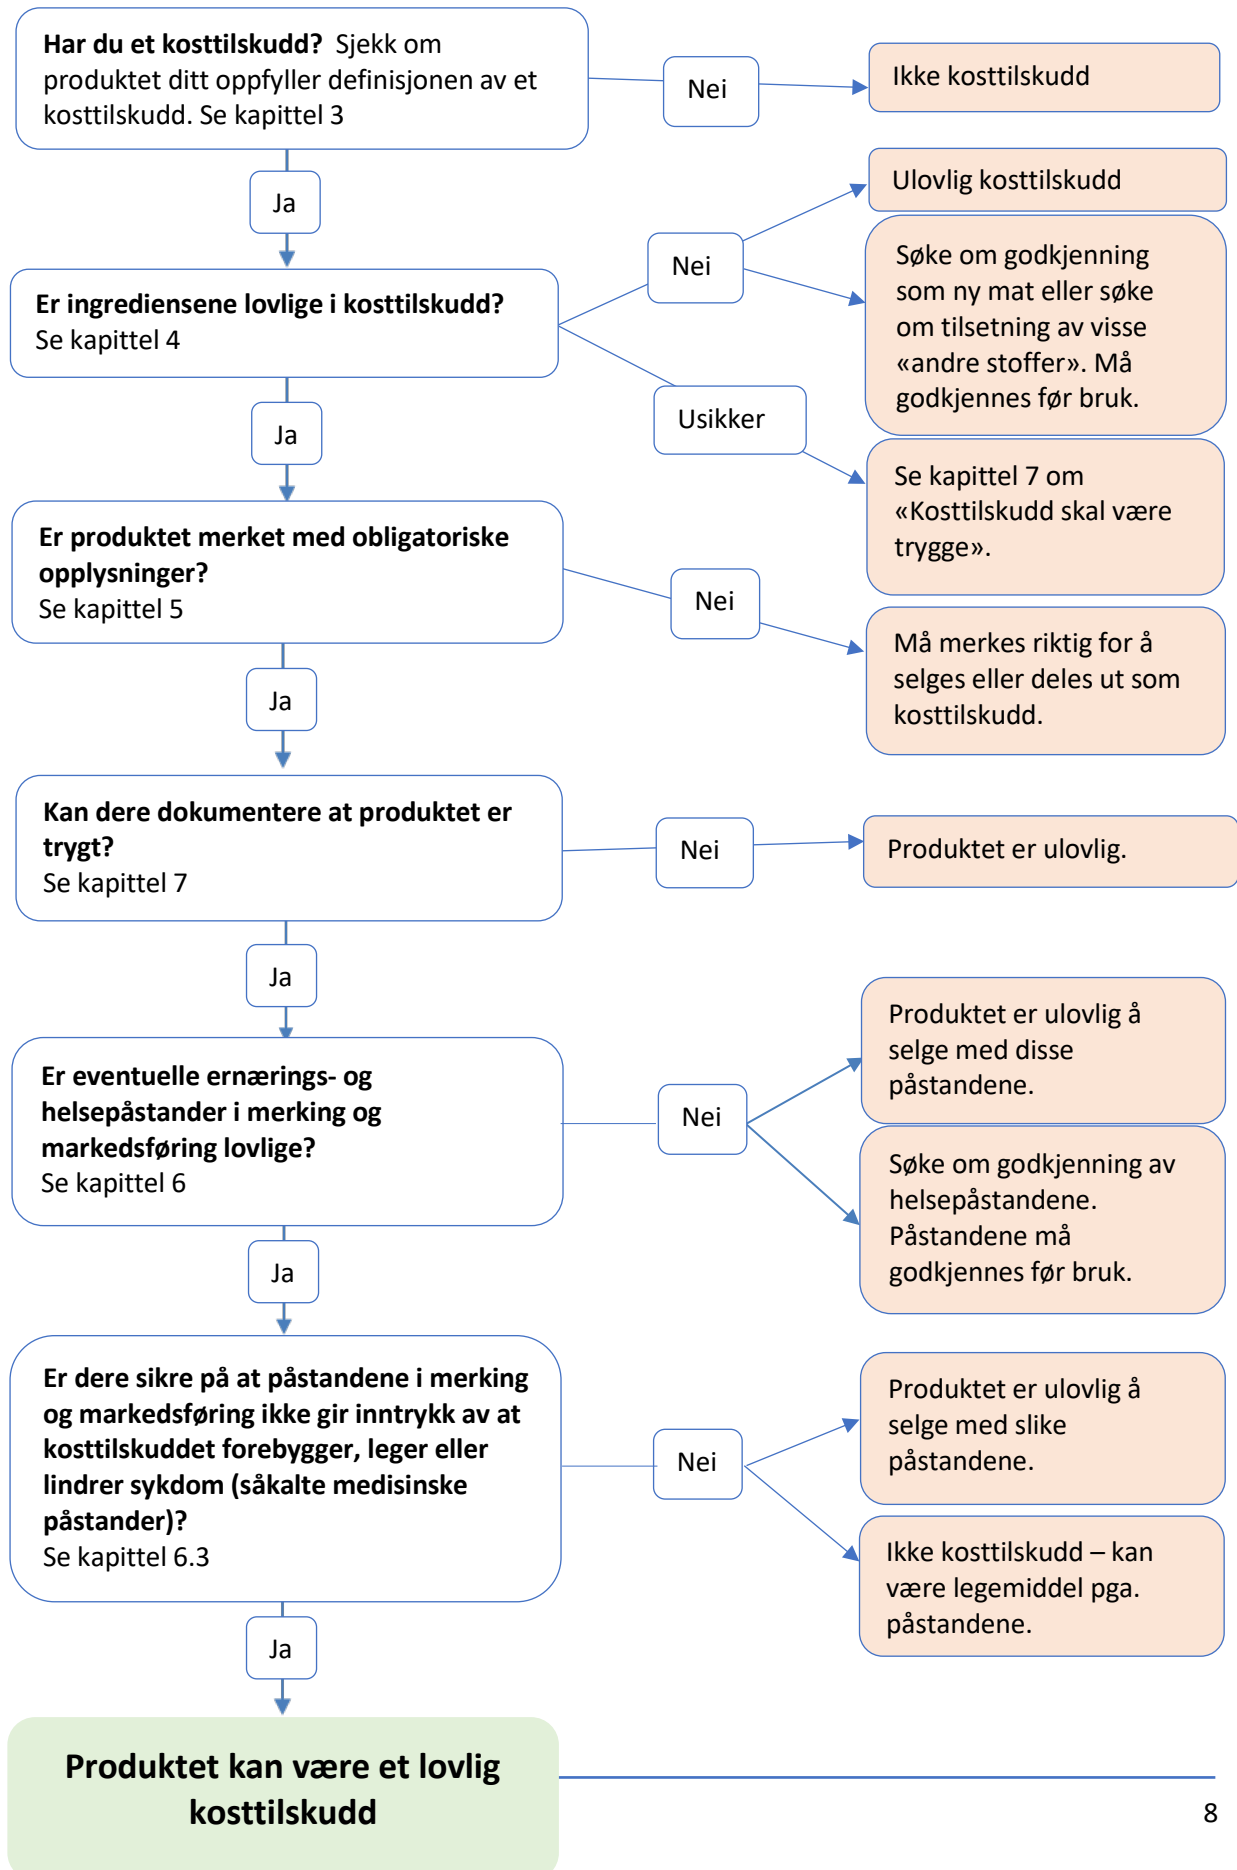 Har du et kosttilskudd?  Sjekk om
produktet ditt oppfyller definisjonen av et
kosttilskudd. Se kapittel 3
Nei
Ikke kosttilskudd
Ja
Er ingrediensene lovlige i kosttilskudd?
Se kapittel 4
Nei
Ulovlig kosttilskudd
Søke om godkjenning
som ny mat eller søke
om tilsetning av visse
«andre stoffer». Må
godkjennes før bruk.
Usikker
Se kapittel 7 om
«Kosttilskudd skal være
trygge».
Ja
Er produktet merket med obligatoriske
opplysninger?
Se kapittel 5
Nei
Må merkes riktig for å
selges eller deles ut som
kosttilskudd.
Ja
Kan dere dokumentere at produktet er
trygt?
Se kapittel 7
Nei
Produktet er ulovlig.
Ja
Er eventuelle ernærings- og
helsepåstander i merking og
markedsføring lovlige?
Se kapittel 6
Nei
Produktet er ulovlig å
selge med disse
påstandene.
Søke om godkjenning av
helsepåstandene.
Påstandene må
godkjennes før bruk.
Ja
Er dere sikre på at påstandene i merking
og markedsføring ikke gir inntrykk av at
kosttilskuddet forebygger, leger eller
lindrer sykdom (såkalte medisinske
påstander)?
Se kapittel 6.3
Nei
Produktet er ulovlig å
selge med slike
påstandene.
Ikke kosttilskudd – kan
være legemiddel pga.
påstandene.
Ja
Produktet kan være et lovlig
kosttilskudd
8